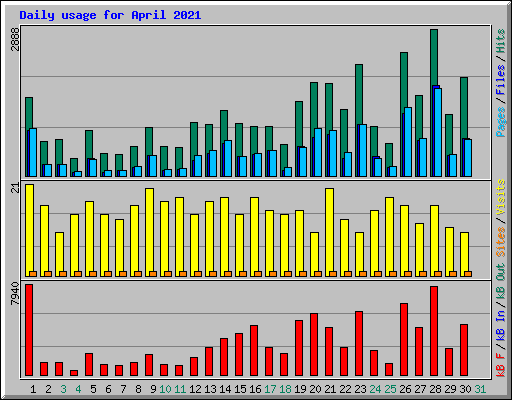 Daily usage for April 2021
2888
Pages / Files / Hits
21
Sites / Visits
7940
kB F / kB In / kB Out
1 2 3 4 5 6 7 8 9 10 11 12 13 14 15 16 17 18 19 20 21 22 23 24 25 26 27 28 29 30 31